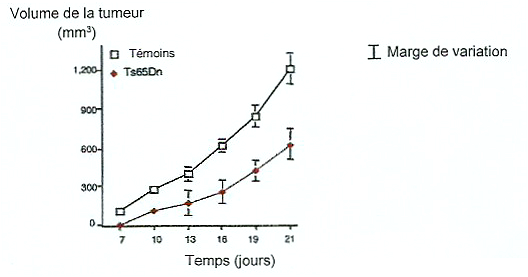 Volume de la tumeur
(mm³)
Témoins
Ts65Dn
Marge de variation
1,200
900
600
300
0
7 10 13 16 19 21
Temps (jours)